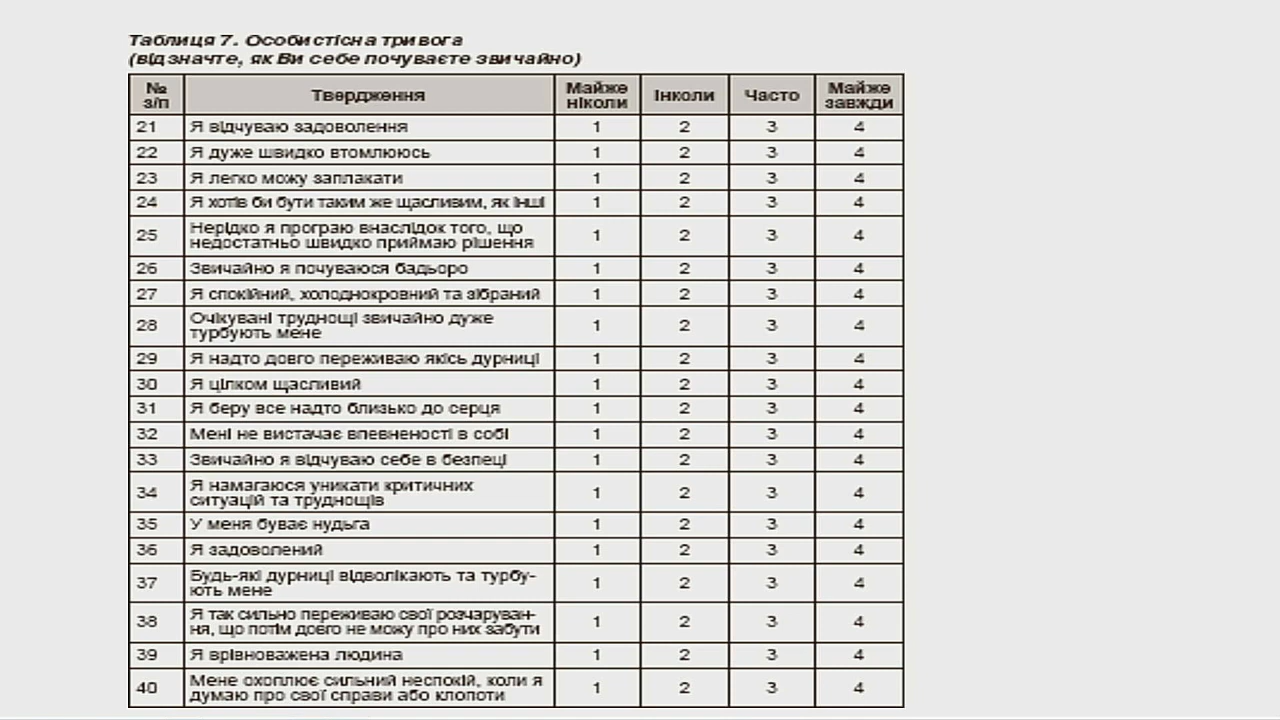 Таблиця 7. Особистісна тривога
(відзначте, як Ви себе почуваєте звичайно)
№ з/п Твердження Майже ніколи Інколи Часто Майже завжди
21 Я відчуваю задоволення 1 2 3 4
22 Я дуже швидко втомлююсь 1 2 3 4
23 Я легко можу заплакати 1 2 3 4
24 Я хотів би бути таким же щасливим, як інші 1 2 3 4
25 Нерідко я програю внаслідок того, що
недостатньо швидко приймаю рішення 1 2 3 4
26 Звичайно я почуваюся бадьоро 1 2 3 4
27 Я спокійний, холоднокровний та зібраний 1 2 3 4
28 Очікувані труднощі звичайно дуже
турбують мене 1 2 3 4
29 Я надто довго переживаю якісь дурниці 1 2 3 4
30 Я цілком щасливий 1 2 3 4
31 Я беру все надто близько до серця 1 2 3 4
32 Мені не вистачає впевненості в собі 1 2 3 4
33 Звичайно я відчуваю себе в безпеці 1 2 3 4
34 Я намагаюся уникати критичних
ситуацій та труднощів 1 2 3 4
35 У меня буває нудьга 1 2 3 4
36 Я задоволений 1 2 3 4
37 Будь-які дурниці відволікають та турбу-
ють мене 1 2 3 4
38 Я так сильно переживаю свої розчаруван-
ня, що потім довго не можу про них забути 1 2 3 4
39 Я врівноважена людина 1 2 3 4
40 Мене охоплює сильний неспокій, коли я
думаю про свої справи або клопоти 1 2 3 4